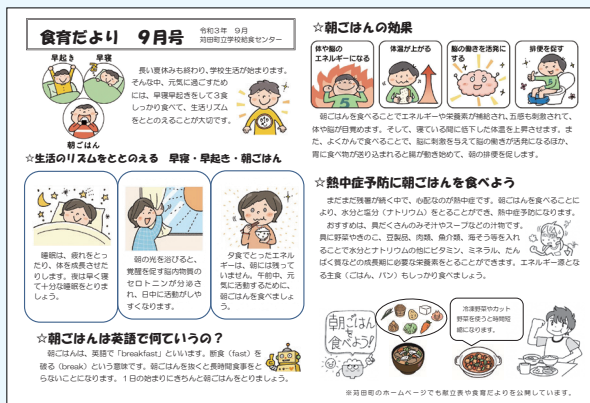 食育だより 9月号
令和3年 9月
苅田町立学校給食センター
早起き 早寝
朝ごはん
長い夏休みも終わり、学校生活が始まります。
そんな中、元気に過ごすため
には、早寝早起きをして3食
しっかり食べて、生活リズム
をととのえることが大切です。
☆生活のリズムをととのえる 早寝・早起き・朝ごはん
睡眠は、疲れをとっ
たり、体を成長させた
りします。夜は早く寝
て十分な睡眠をとりま
しょう。
朝の光を浴びると、
覚醒を促す脳内物質の
セロトニンが分泌さ
れ、日中に活動がしや
すくなります。
夕食でとったエネル
ギーは、朝には残って
いません。午前中、元
気に活動するために、
朝ごはんを食べましょ
う。
☆朝ごはんは英語で何ていうの？
朝ごはんは、英語で「breakfast」といいます。断食（fast）を
破る（break）という意味です。朝ごはんを抜くと長時間食事をと
らないことになります。1日の始まりにきちんと朝ごはんをとりましょう。
☆朝ごはんの効果
体や脳の
エネルギーになる
体温が上がる
脳の働きを活発に
する
排便を促す
朝ごはんを食べることでエネルギーや栄養素が補給され、五感も刺激されて、
体や脳が目覚めます。そして、寝ている間に低下した体温を上昇させます。ま
た、よくかんで食べることで、脳に刺激を与えて脳の働きが活発になるほか、
胃に食べ物が送り込まれると腸が動き始めて、朝の排便を促します。
☆熱中症予防に朝ごはんを食べよう
まだまだ残暑が続く中で、心配なのが熱中症です。朝ごはんを食べることに
より、水分と塩分（ナトリウム）をとることができ、熱中症予防になります。
おすすめは、具だくさんのみそ汁やスープなどの汁物です。
具に野菜やきのこ、豆製品、肉類、魚介類、海そう等を入れ
ることで水分とナトリウムの他にビタミン、ミネラル、たん
ぱく質などの成長期に必要な栄養素をとることができます。エネルギー源とな
る主食（ごはん、パン）もしっかり食べましょう。
朝ごはん
を
食べよう!
冷凍野菜やカット
野菜を使うと時間短
縮になります。
※苅田町のホームページでも献立表や食育だよりを公開しています。